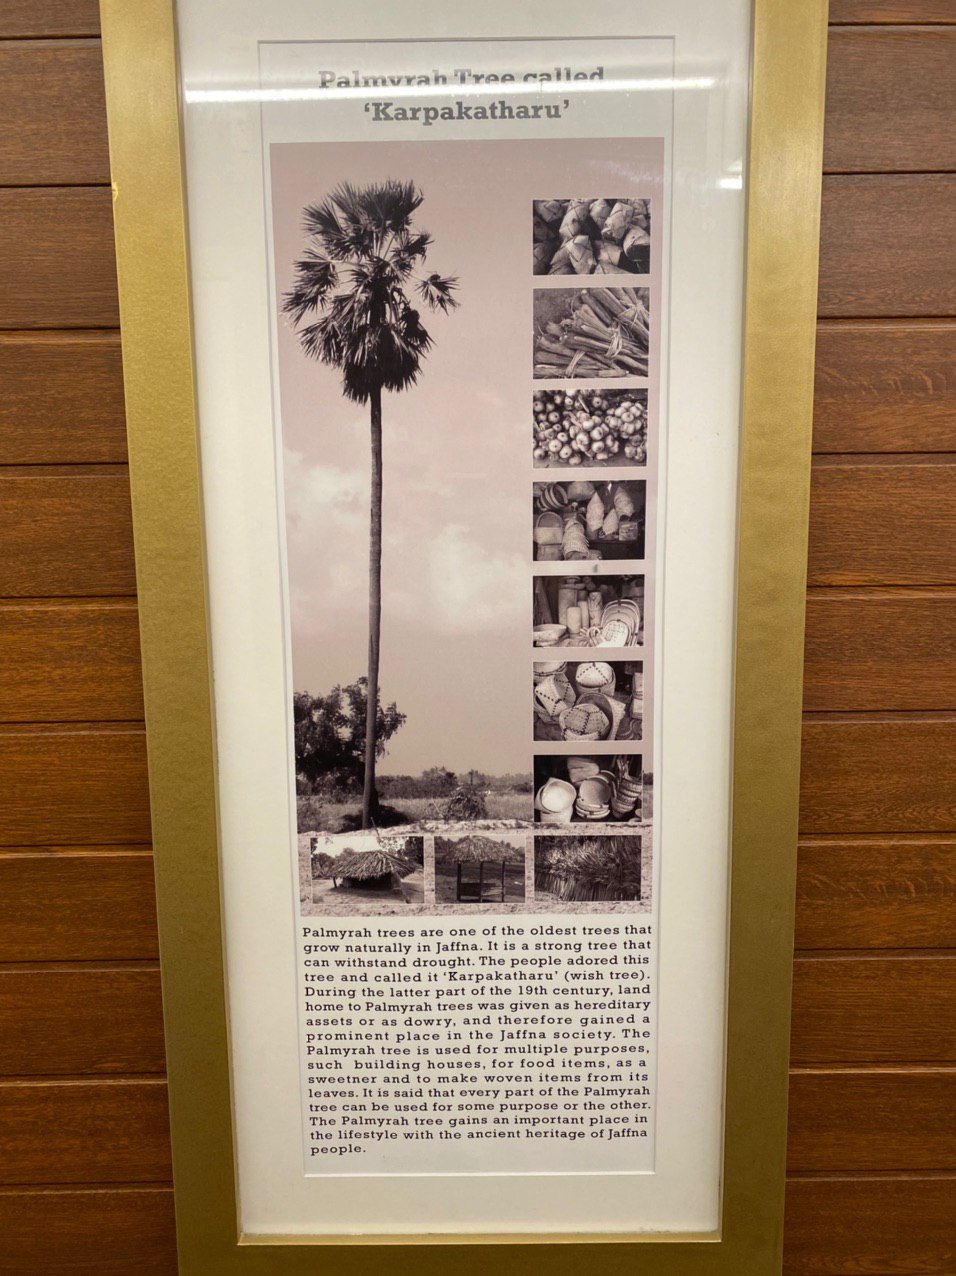 Palmyrah Tree called
‘Karpakatharu’
Palmyrah trees are one of the oldest trees that
grow naturally in Jaffna. It is a strong tree that
can withstand drought. The people adored this
tree and called it ‘Karpakatharu’ (wish tree).
During the latter part of the 19th century, land
home to Palmyrah trees was given as hereditary
assets or as dowry, and therefore gained a
prominent place in the Jaffna society. The
Palmyrah tree is used for multiple purposes,
such building houses, for food items, as a
sweetner and to make woven items from its
leaves. It is said that every part of the Palmyrah
tree can be used for some purpose or the other.
The Palmyrah tree gains an important place in
the lifestyle with the ancient heritage of Jaffna
people.